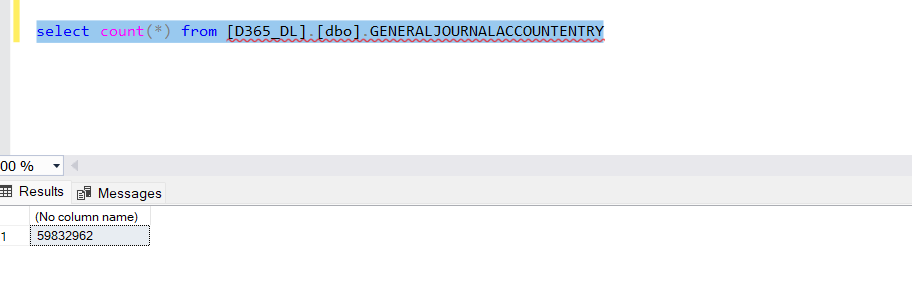 select count(*) from [D365_DL].[dbo].GENERALJOURNALACCOUNTENTRY
00 %
Results Messages
(No column name)
1 59832962